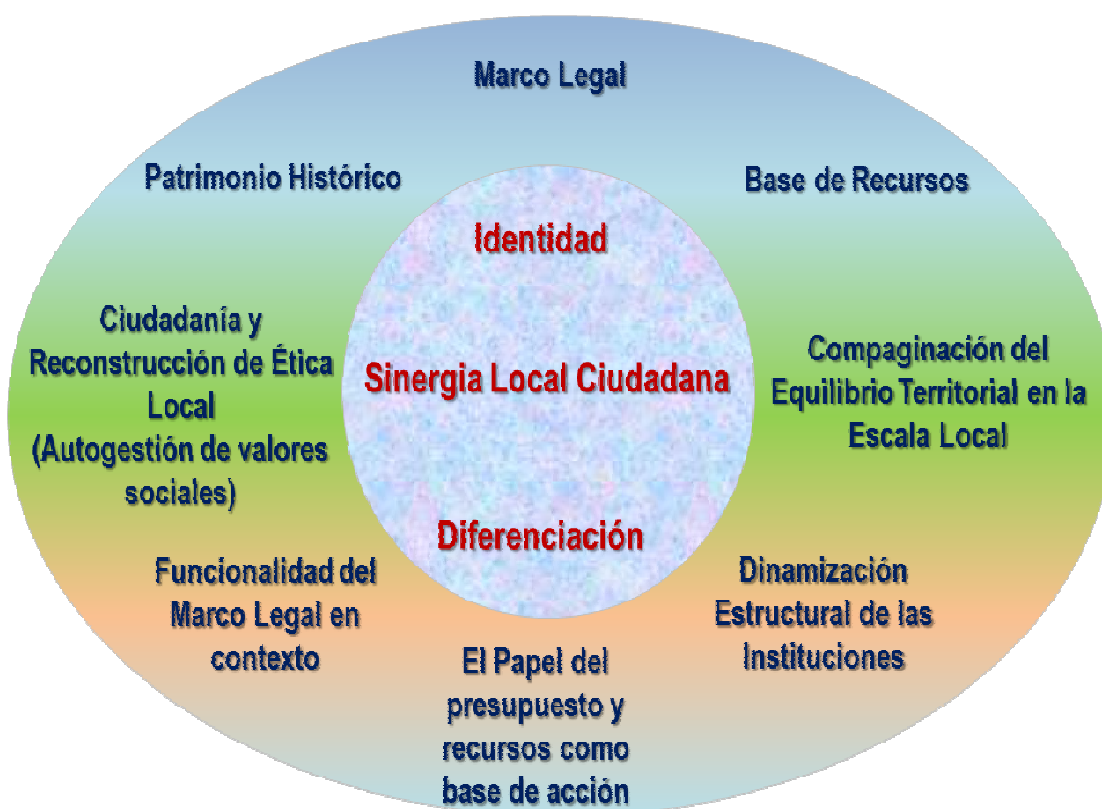 Marco Legal
Patrimonio Histórico
Base de Recursos
Identidad
Ciudadanía y
Reconstrucción de Ética
Local
(Autogestión de valores
sociales)
Sinergia Local Ciudadana
Compaginación del
Equilibrio Territorial en la
Escala Local
Diferenciación
Funcionalidad del
Marco Legal en
contexto
Dinamización
Estructural de las
Instituciones
El Papel del
presupuesto y
recursos como
base de acción